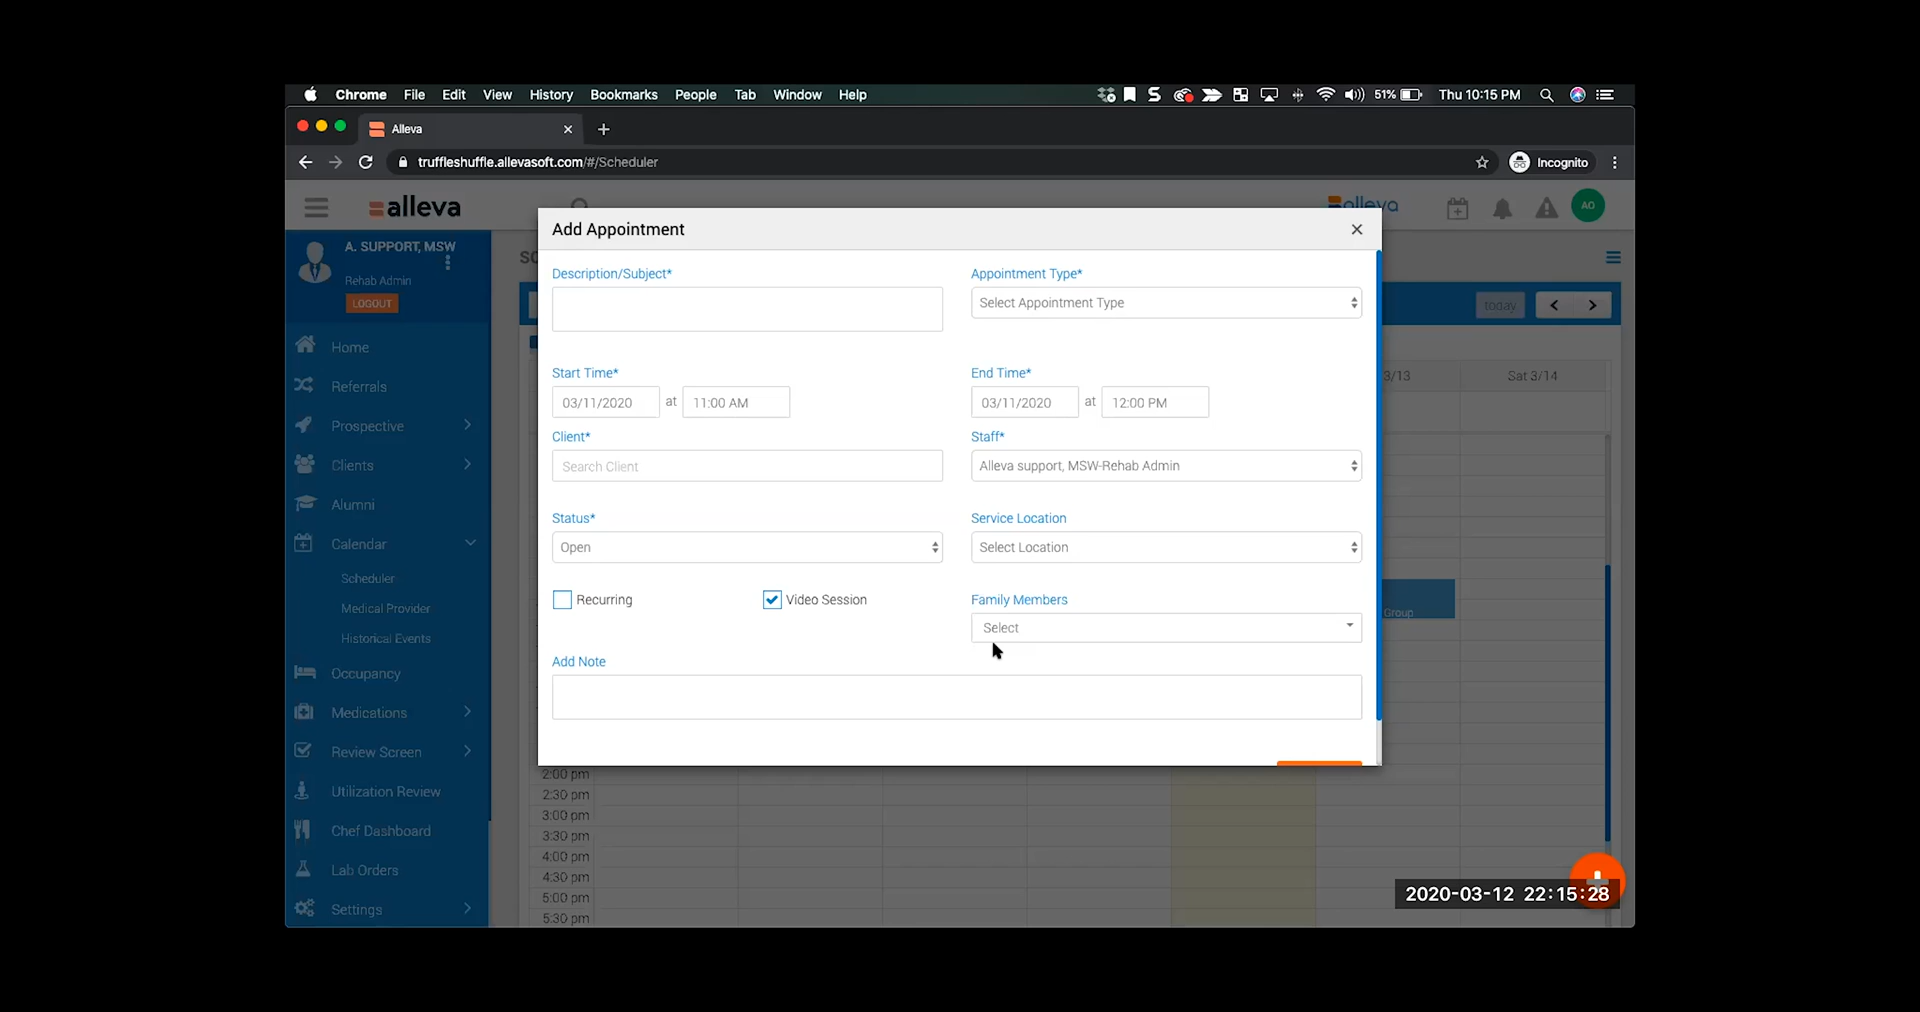 Chrome File Edit View History Bookmarks People Tab Window Help 51% Thu 10:15 PM
Alleva
truffleshuffle.allevasoft.com/#/Scheduler Incognito
alleva alleva AO
A. SUPPORT, MSW
Rehab Admin
LOGOUT
Home
Referrals
Prospective
Clients
Alumni
Calendar
Scheduler
Medical Provider
Historical Events
Occupancy
Medications
Review Screen
Utilization Review
Chef Dashboard
Lab Orders
Settings
today
3/13 Sat 3/14
Group
Add Appointment
Description/Subject* Appointment Type*
Select Appointment Type
Start Time* End Time*
03/11/2020 at 11:00 AM 03/11/2020 at 12:00 PM
Client* Staff*
Search Client Alleva support, MSW-Rehab Admin
Status* Service Location
Open Select Location
Recurring Video Session Family Members
Select
Add Note
2:00 pm
2:30 pm
3:00 pm
3:30 pm
4:00 pm
4:30 pm
5:00 pm
5:30 pm
2020-03-12 22:15:28